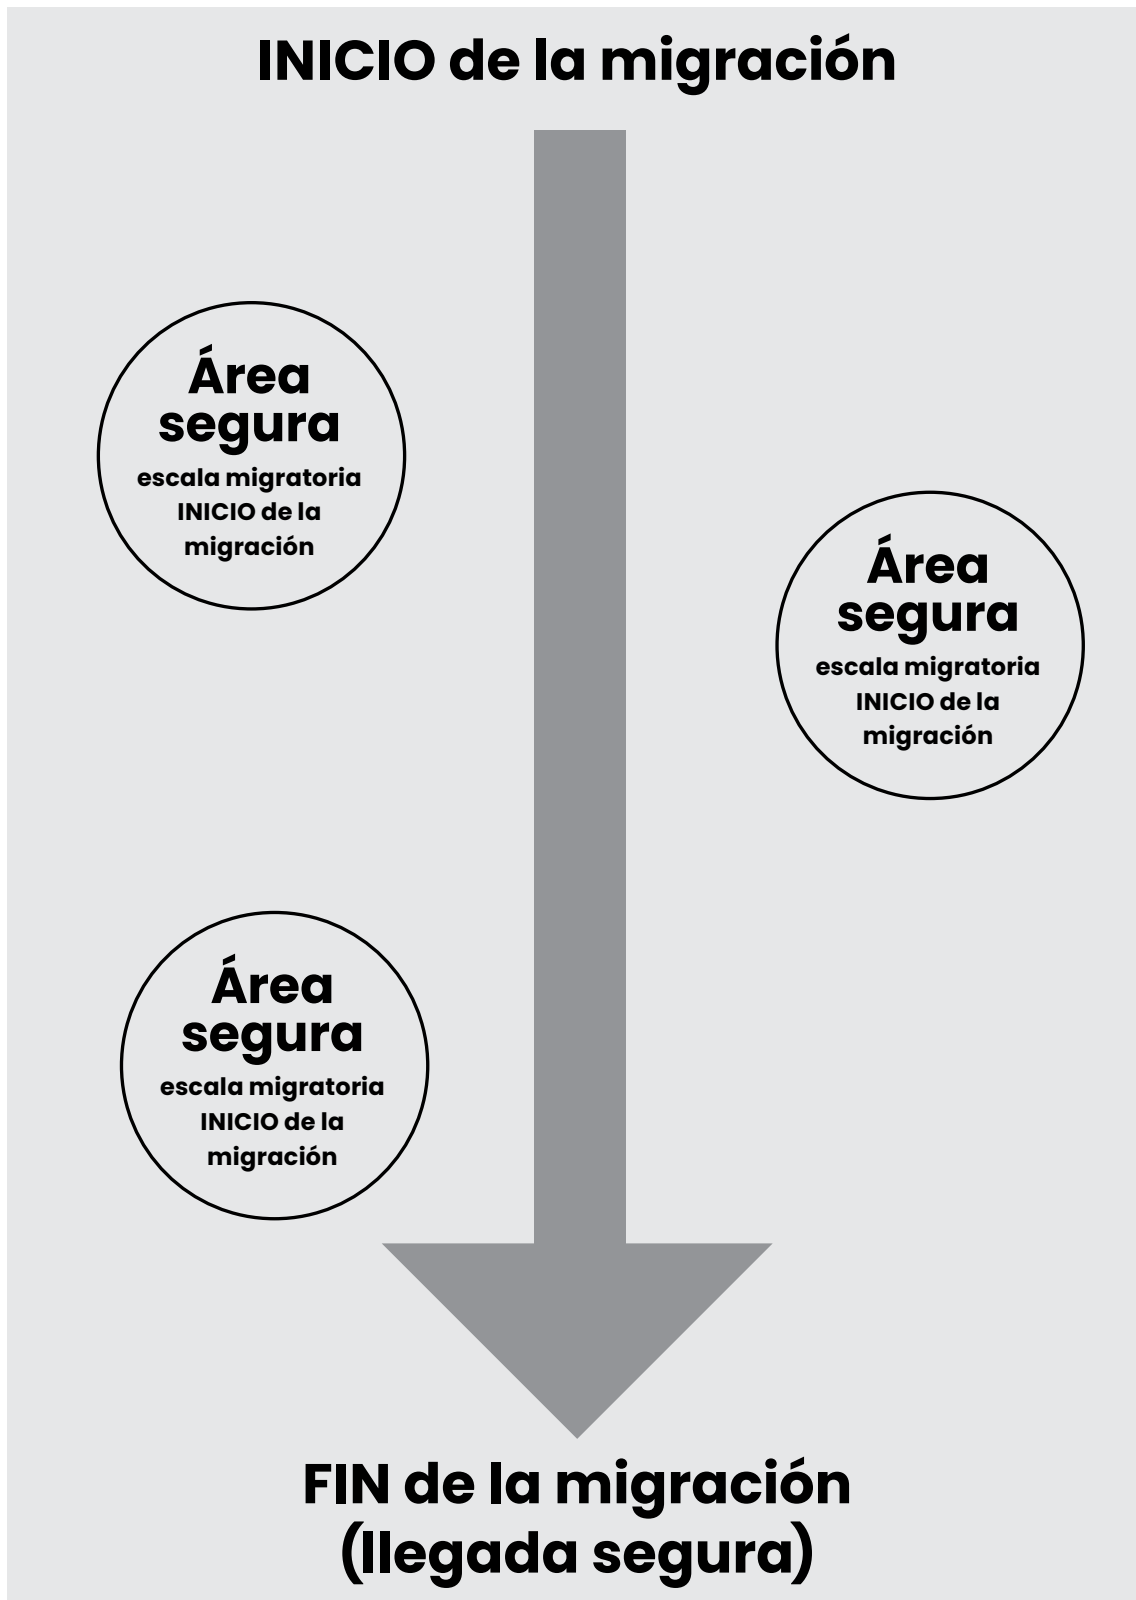 INICIO de la migración
Área
segura
escala migratoria
INICIO de la
migración
Área
segura
escala migratoria
INICIO de la
migración
Área
segura
escala migratoria
INICIO de la
migración
FIN de la migración
(llegada segura)